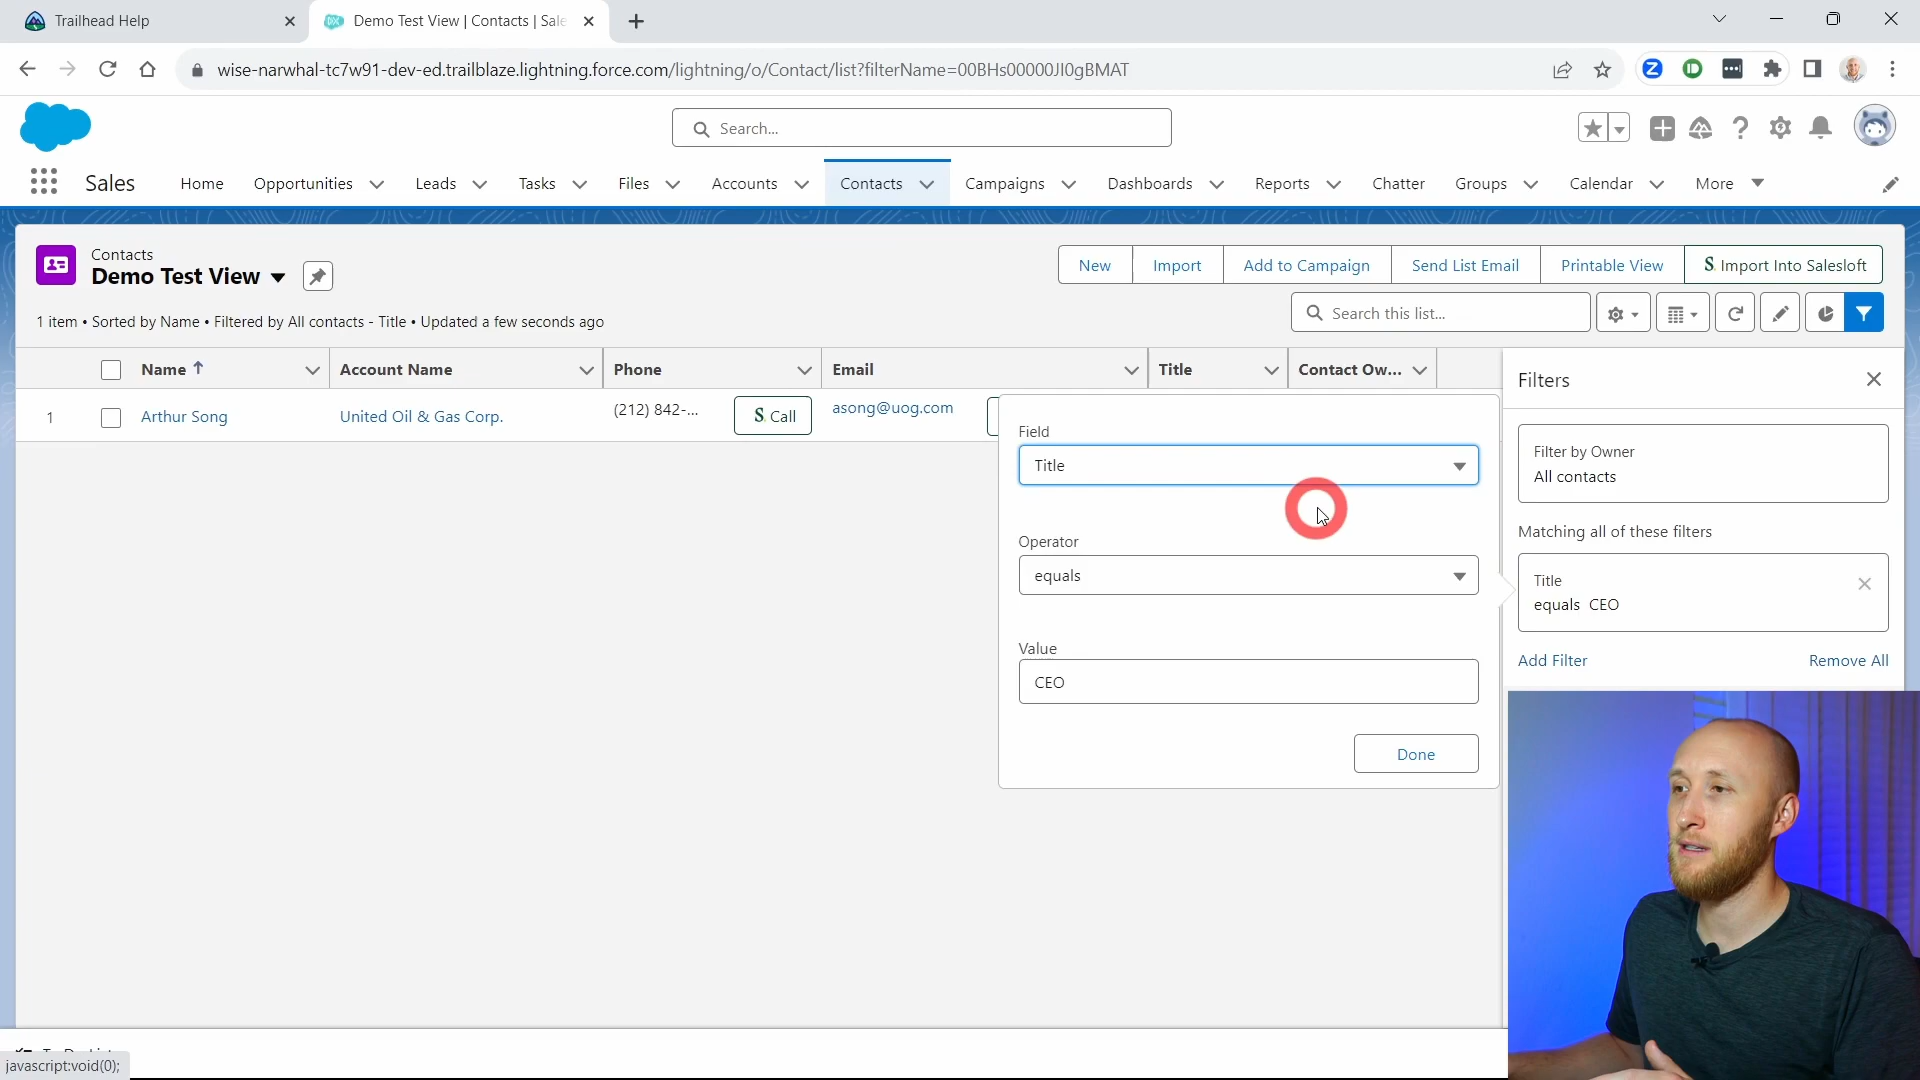 Trailhead Help
Demo Test View | Contacts | Sale
wise-narwhal-tc7w91-dev-ed.trailblaze.lightning.force.com/lightning/o/Contact/list?filterName=00BHs00000JI0gBMAT
Search...
Sales
Home
Opportunities
Leads
Tasks
Files
Accounts
Contacts
Campaigns
Dashboards
Reports
Chatter
Groups
Calendar
More
Contacts
Demo Test View
New
Import
Add to Campaign
Send List Email
Printable View
S. Import Into Salesloft
1 item • Sorted by Name • Filtered by All contacts - Title • Updated a few seconds ago
Search this list...
Name
Account Name
Phone
Email
Title
Contact Ow...
1
Arthur Song
United Oil & Gas Corp.
(212) 842-...
S. Call
asong@uog.com
Field
Title
Operator
equals
Value
CEO
Done
Filters
Filter by Owner
All contacts
Matching all of these filters
Title
equals CEO
Add Filter
Remove All
javascript:void(0);